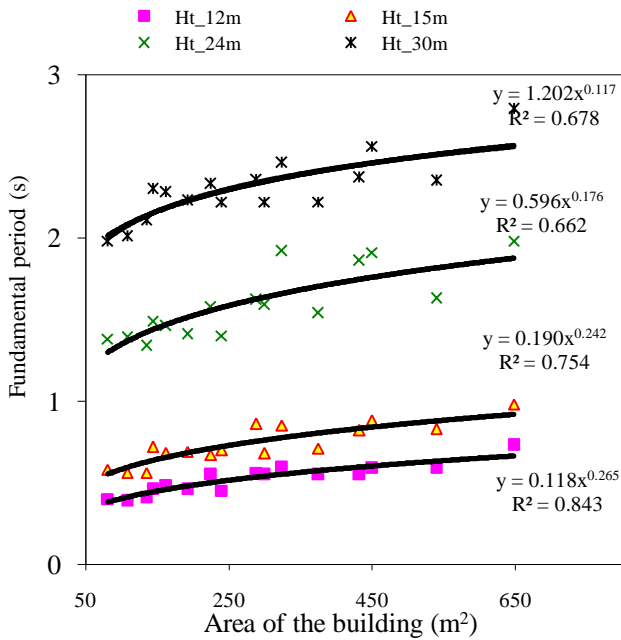 Ht_12m Ht_15m
Ht_24m Ht_30m
3
y = 1.202x^0.117
R² = 0.678
2
y = 0.596x^0.176
R² = 0.662
y = 0.190x^0.242
R² = 0.754
1
y = 0.118x^0.265
R² = 0.843
0
50 250 450 650
Area of the building (m²)
Fundamental period (s)